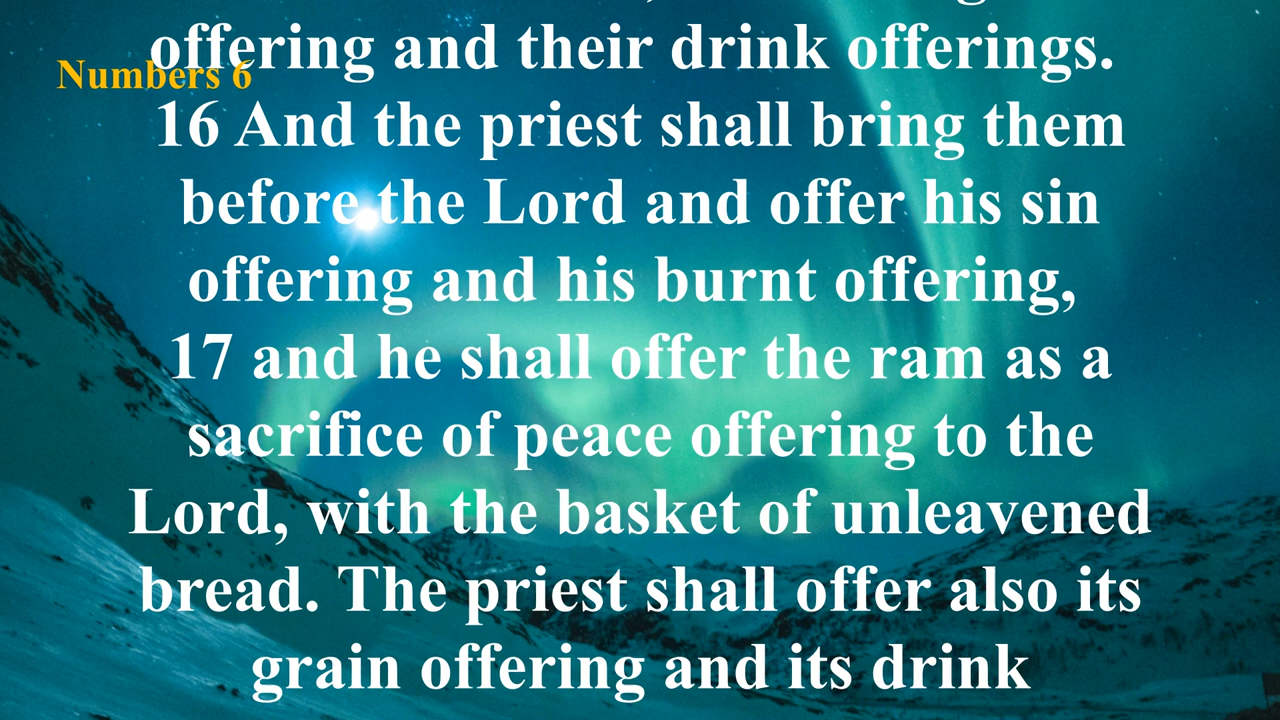 offering and their drink offerings.
Numbers 6
16 And the priest shall bring them
before the Lord and offer his sin
offering and his burnt offering,
17 and he shall offer the ram as a
sacrifice of peace offering to the
Lord, with the basket of unleavened
bread. The priest shall offer also its
grain offering and its drink